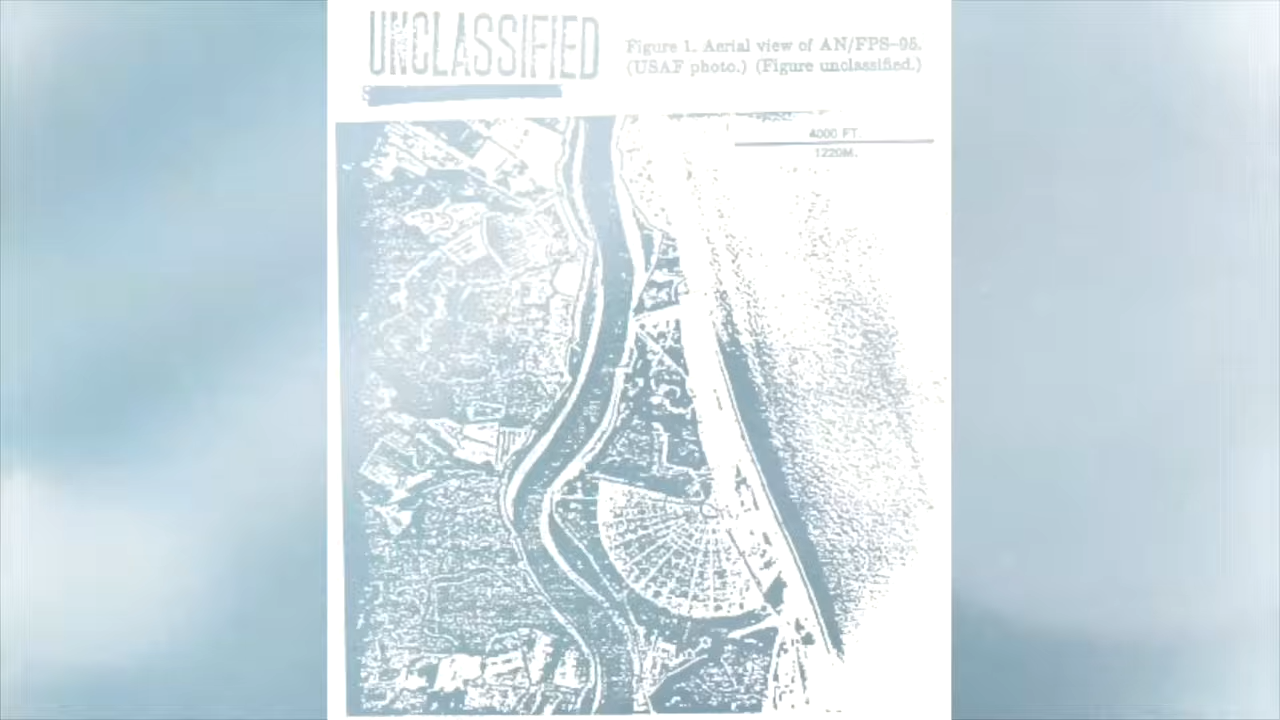 UNCLASSIFIED
Figure 1. Aerial view of AN/FPS-95.
(USAF photo.) (Figure unclassified.)
4000 FT.
1220M.